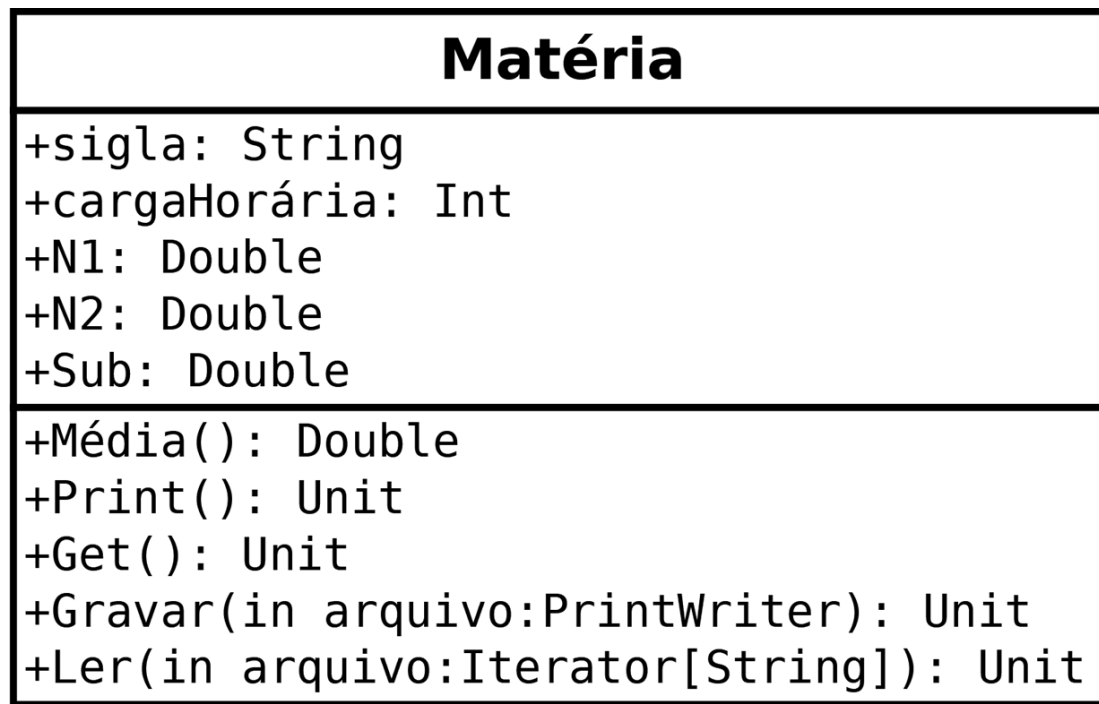 Matéria
+sigla: String
+cargaHorária: Int
+N1: Double
+N2: Double
+Sub: Double
+Média(): Double
+Print(): Unit
+Get(): Unit
+Gravar(in arquivo:PrintWriter): Unit
+Ler(in arquivo:Iterator[String]): Unit